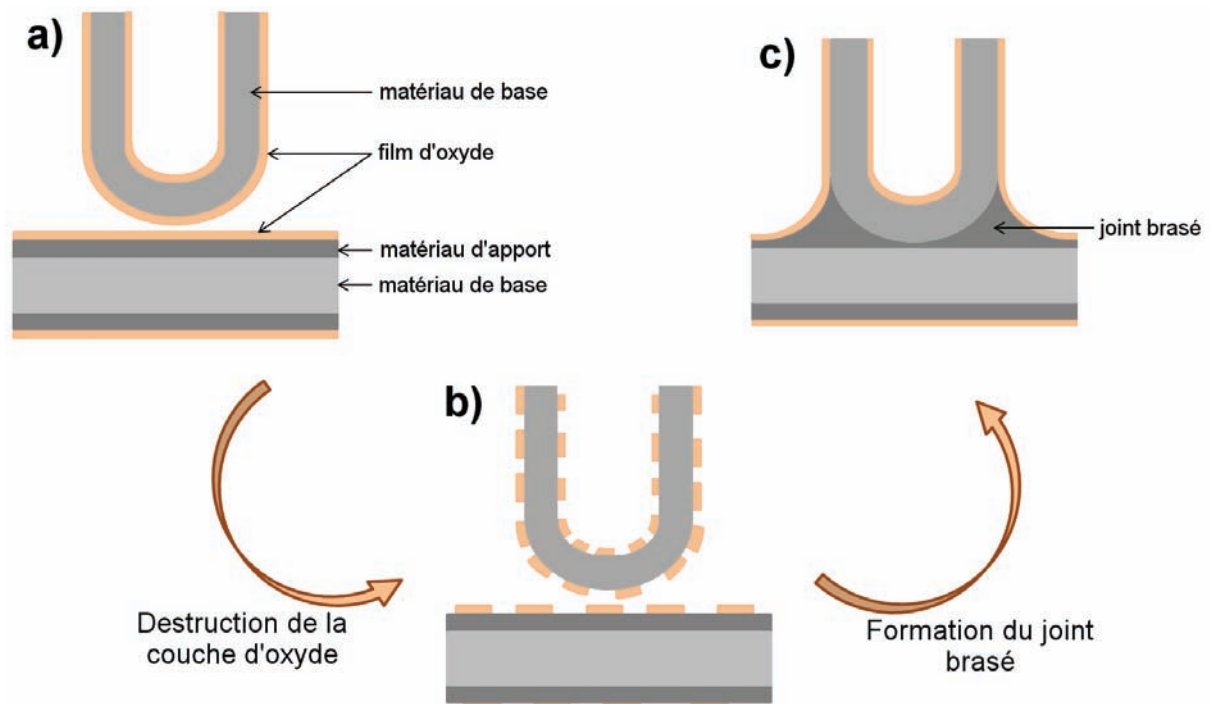 a)
matériau de base
film d'oxyde
matériau d'apport
matériau de base
c)
joint brasé
b)
Destruction de la
couche d'oxyde
Formation du joint
brasé